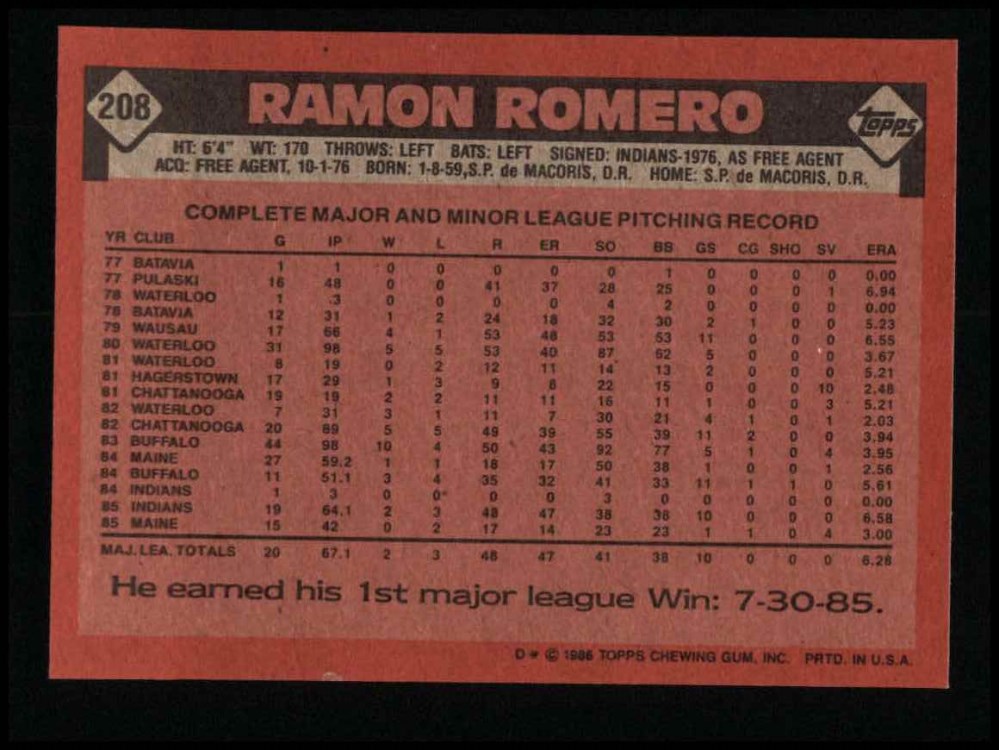 208 RAMON ROMERO Topps
HT: 6'4" WT: 170 THROWS: LEFT BATS: LEFT SIGNED: INDIANS-1976, AS FREE AGENT
ACQ: FREE AGENT, 10-1-76 BORN: 1-8-59,S.P. de MACORIS, D.R. HOME: S.P. de MACORIS, D.R.
COMPLETE MAJOR AND MINOR LEAGUE PITCHING RECORD
YR CLUB G IP W L R ER SO BB GS CG SHO SV ERA
77 BATAVIA 1 1 0 0 0 0 0 1 0 0 0 0 0.00
77 PULASKI 16 48 0 0 41 37 28 25 0 0 0 1 6.94
78 WATERLOO 1 .3 0 0 0 0 4 2 0 0 0 0 0.00
78 BATAVIA 12 31 1 2 24 18 32 30 2 1 0 0 5.23
79 WAUSAU 17 66 4 1 53 48 53 53 11 0 0 0 6.55
80 WATERLOO 31 98 5 5 53 40 87 62 5 0 0 0 3.67
81 WATERLOO 8 19 0 2 12 11 14 13 2 0 0 0 5.21
81 HAGERSTOWN 17 29 1 3 9 8 22 15 0 0 0 10 2.48
81 CHATTANOOGA 19 19 2 2 11 11 16 11 1 0 0 3 5.21
82 WATERLOO 7 31 3 1 11 7 30 21 4 1 0 1 2.03
82 CHATTANOOGA 20 89 5 5 49 39 55 39 11 2 0 0 3.94
83 BUFFALO 44 98 10 4 50 43 92 77 5 1 0 4 3.95
84 MAINE 27 59.2 1 1 18 17 50 38 1 0 0 1 2.56
84 BUFFALO 11 51.1 3 4 35 32 41 33 11 1 1 0 5.61
84 INDIANS 1 3 0 0 0 0 3 0 0 0 0 0 0.00
85 INDIANS 19 64.1 2 3 48 47 38 38 10 0 0 0 6.58
85 MAINE 15 42 0 2 17 14 23 23 1 1 0 4 3.00
MAJ. LEA. TOTALS 20 67.1 2 3 48 47 41 38 10 0 0 0 6.28
He earned his 1st major league Win: 7-30-85.
D* © 1986 TOPPS CHEWING GUM, INC. PRTD. IN U.S.A.